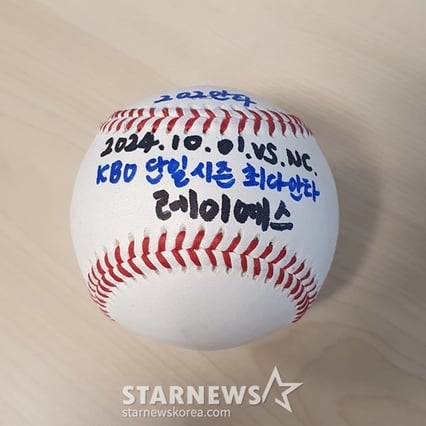 202안타
2024.10.01.VS.NC.
KBO 단일시즌 최다안타
레이예스
STARNEWS
starnewskorea.com